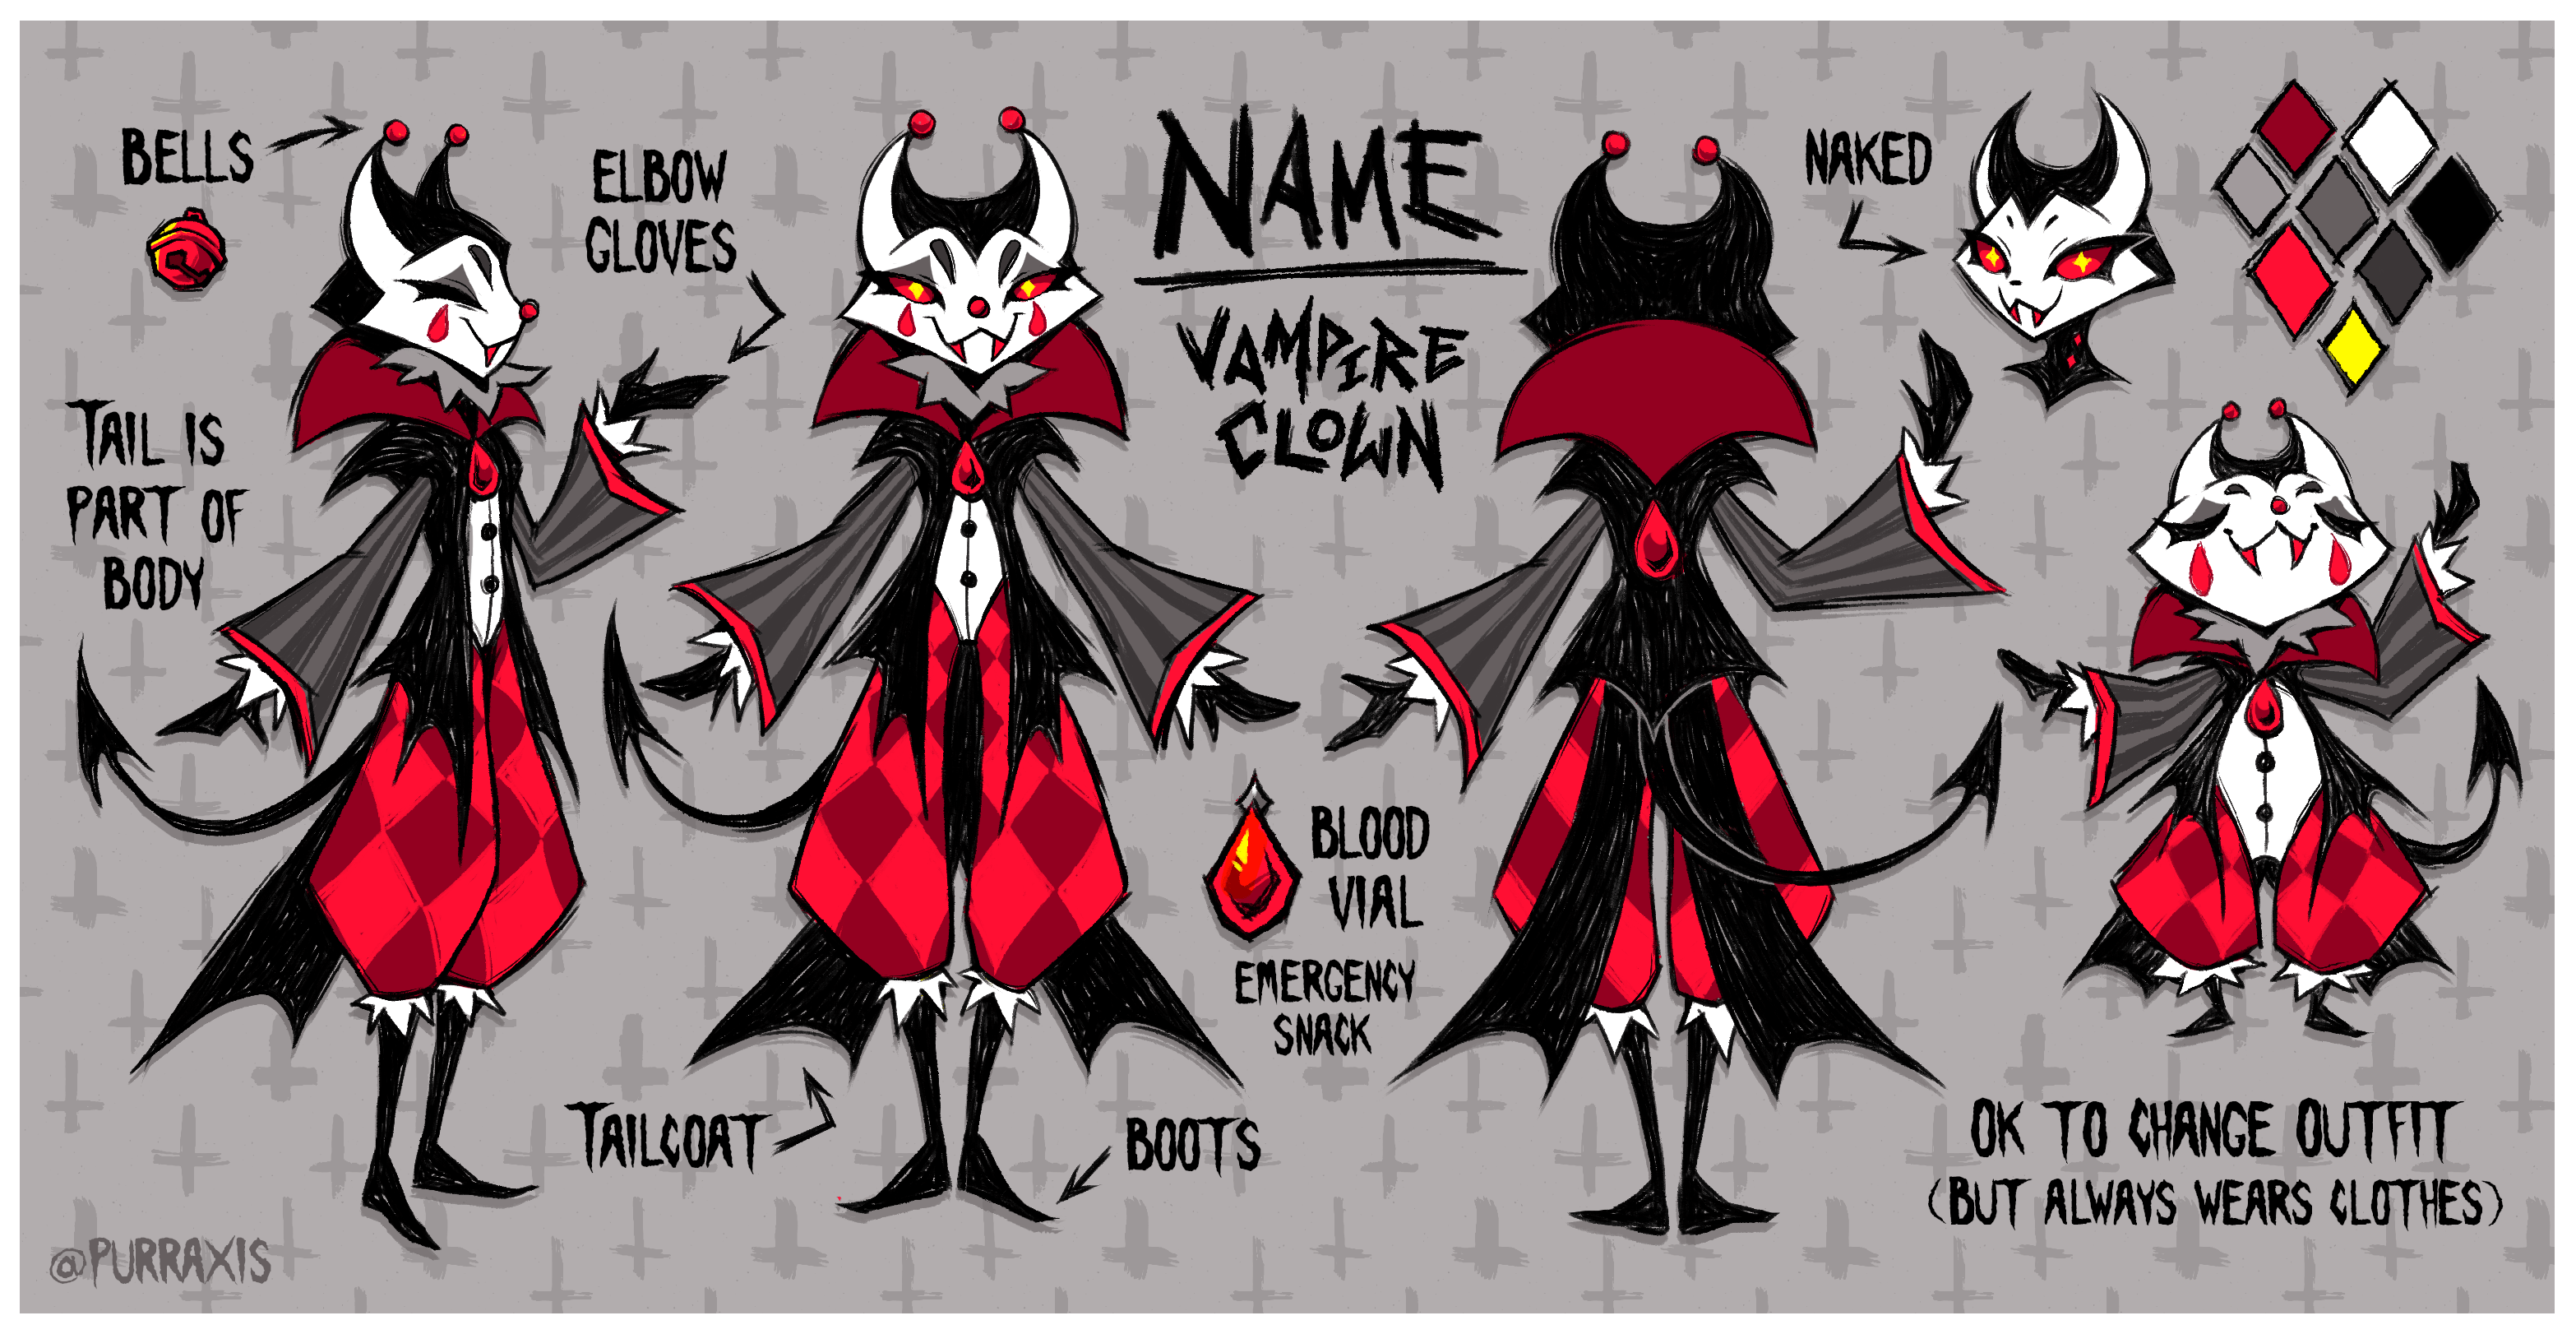 BELLS
ELBOW
GLOVES
NAME
VAMPIRE
CLOWN
NAKED
TAIL IS
PART OF
BODY
BLOOD
VIAL
EMERGENCY
SNACK
TAILCOAT
BOOTS
OK TO CHANGE OUTFIT
(BUT ALWAYS WEARS CLOTHES)
@PURRAXIS